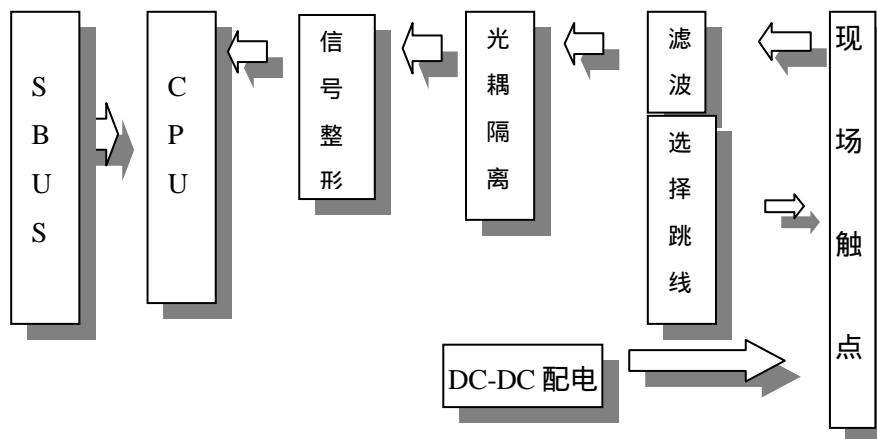 SBUS
CPU
信号整形
光耦隔离
滤波
选择跳线
现场触点
DC-DC 配电